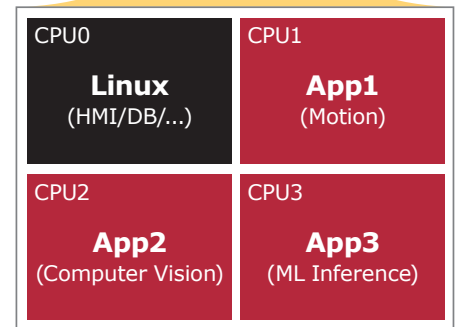 CPU0
Linux
(HMI/DB/...)
CPU1
App1
(Motion)
CPU2
App2
(Computer Vision)
CPU3
App3
(ML Inference)